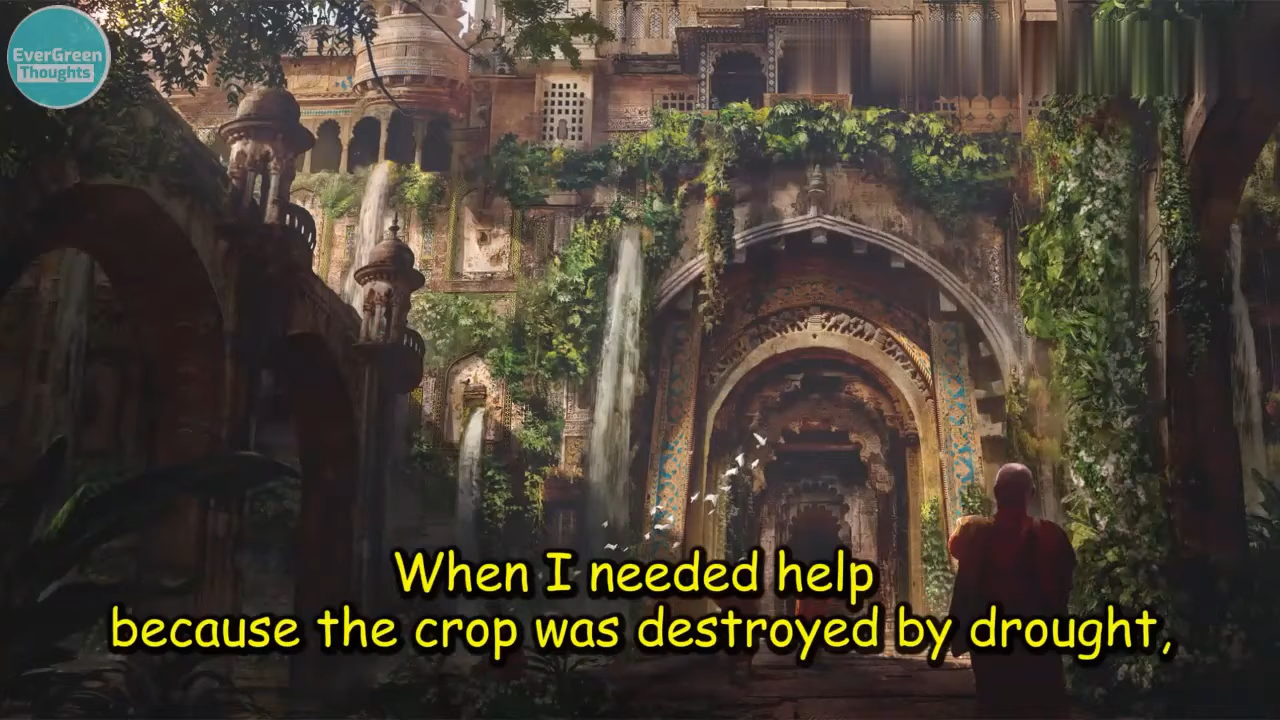 EverGreen
Thoughts
When I needed help
because the crop was destroyed by drought,